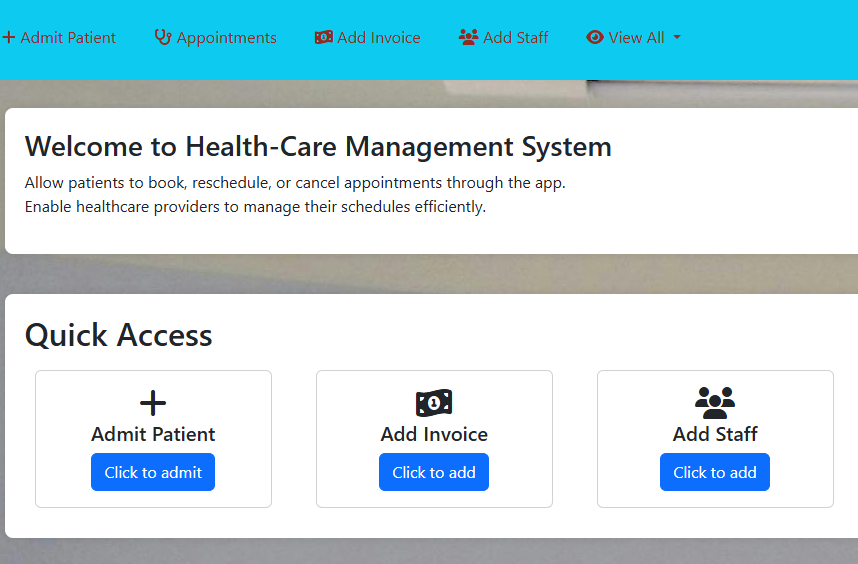 Admit Patient
Appointments
Add Invoice
Add Staff
View All
Welcome to Health-Care Management System
Allow patients to book, reschedule, or cancel appointments through the app.
Enable healthcare providers to manage their schedules efficiently.
Quick Access
Admit Patient
Click to admit
Add Invoice
Click to add
Add Staff
Click to add